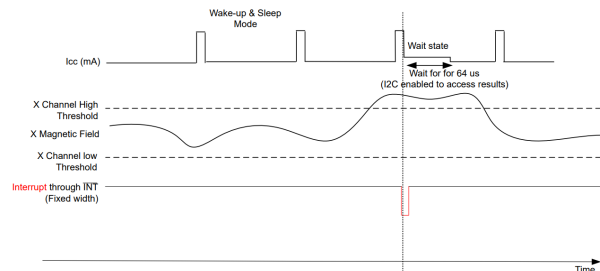 Wake-up & Sleep
Mode
Icc (mA)
Wait state
Wait for for 64 us
(I2C enabled to access results)
X Channel High
Threshold
X Magnetic Field
X Channel low
Threshold
Interrupt through INT
(Fixed width)
Time